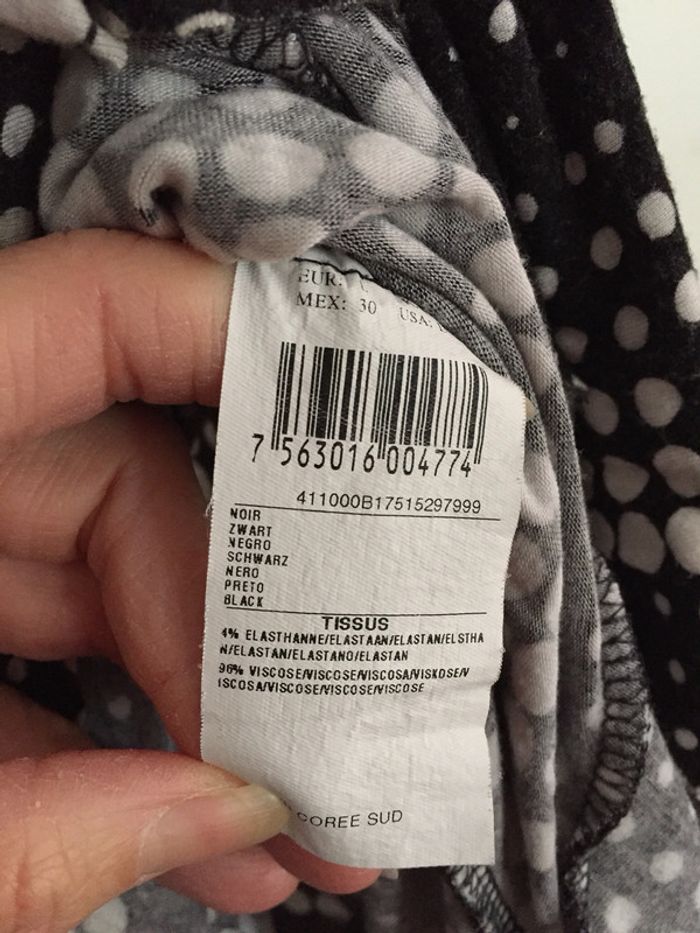 EUR:
MEX: 30 USA:
7 563016 004774
411000B17515297999
NOIR
ZWART
NEGRO
SCHWARZ
NERO
PRETO
BLACK
TISSUS
4% ELASTHANNE/ELASTAAN/ELASTAN/ELSTHA
N/ELASTAN/ELASTANO/ELASTAN
96% VISCOSE/VISCOSE/VISCOSA/VISKOSE/V
ISCOSA/VISCOSE/VISCOSE/VISCOSE
COREE SUD